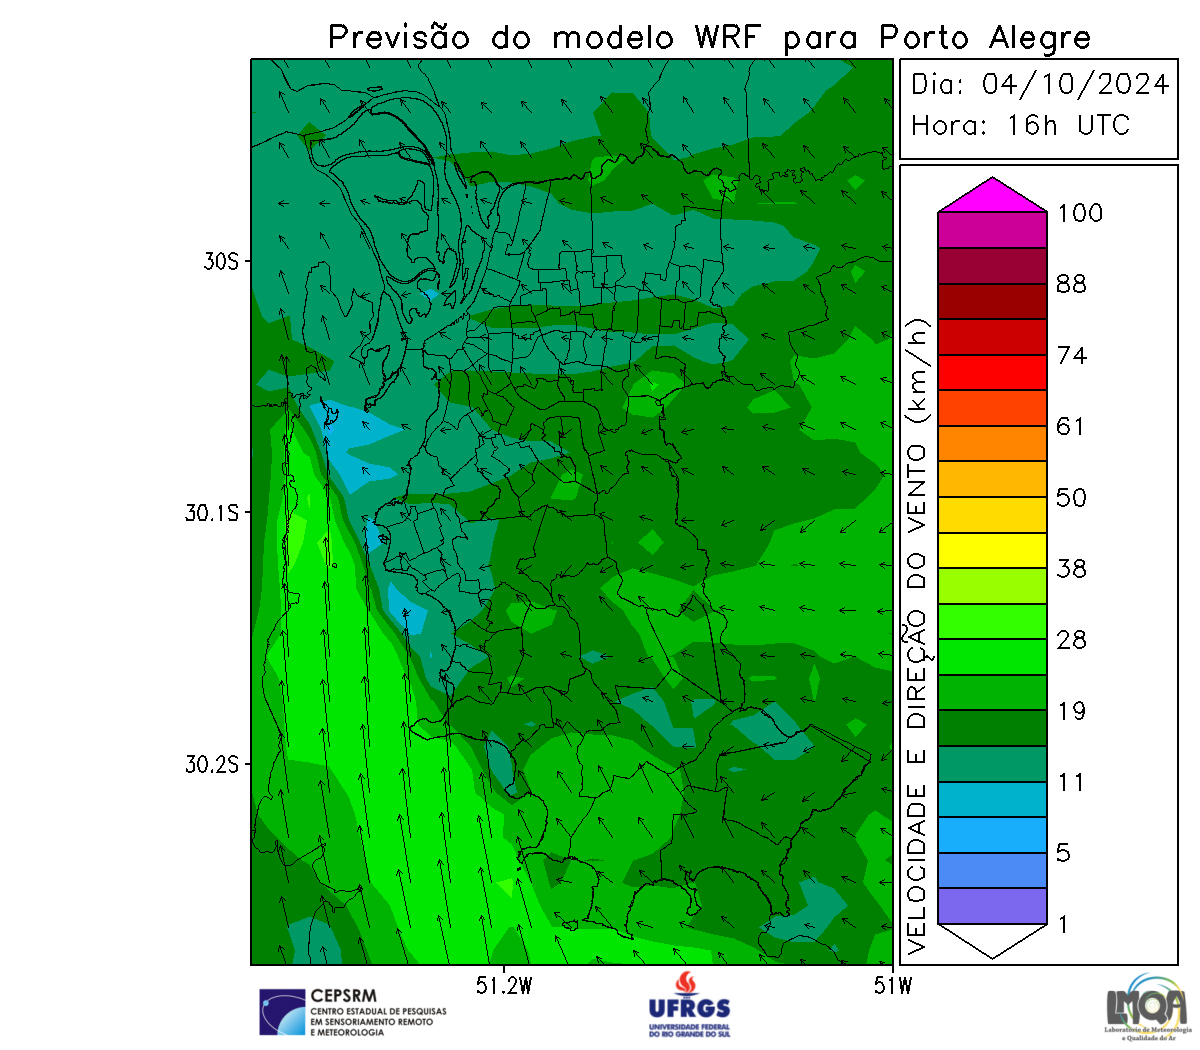 Previsão do modelo WRF para Porto Alegre
Dia: 04/10/2024
Hora: 16h UTC
VELOCIDADE E DIREÇÃO DO VENTO (km/h)
100
88
74
61
50
38
28
19
11
5
1
30S
30.1S
30.2S
51.2W
51W
CEPSRM
CENTRO ESTADUAL DE PESQUISAS
EM SENSORIAMENTO REMOTO
E METEOROLOGIA
UFRGS
UNIVERSIDADE FEDERAL
DO RIO GRANDE DO SUL
LMQA
Laboratório de Meteorologia
e Qualidade do Ar